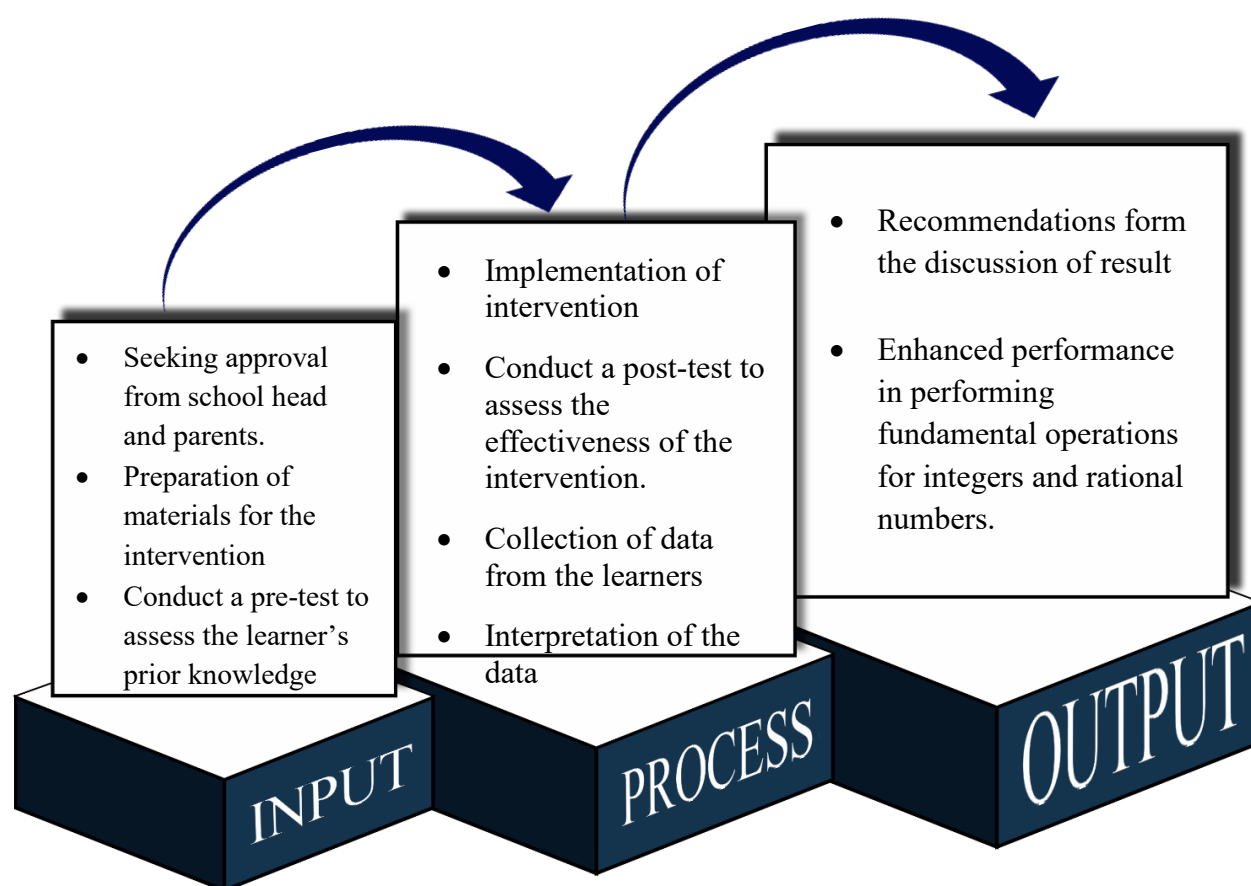 • Seeking approval
from school head
and parents.
• Preparation of
materials for the
intervention
• Conduct a pre-test to
assess the learner’s
prior knowledge
INPUT
• Implementation of
intervention
• Conduct a post-test to
assess the
effectiveness of the
intervention.
• Collection of data
from the learners
• Interpretation of the
data
PROCESS
• Recommendations form
the discussion of result
• Enhanced performance
in performing
fundamental operations
for integers and rational
numbers.
OUTPUT